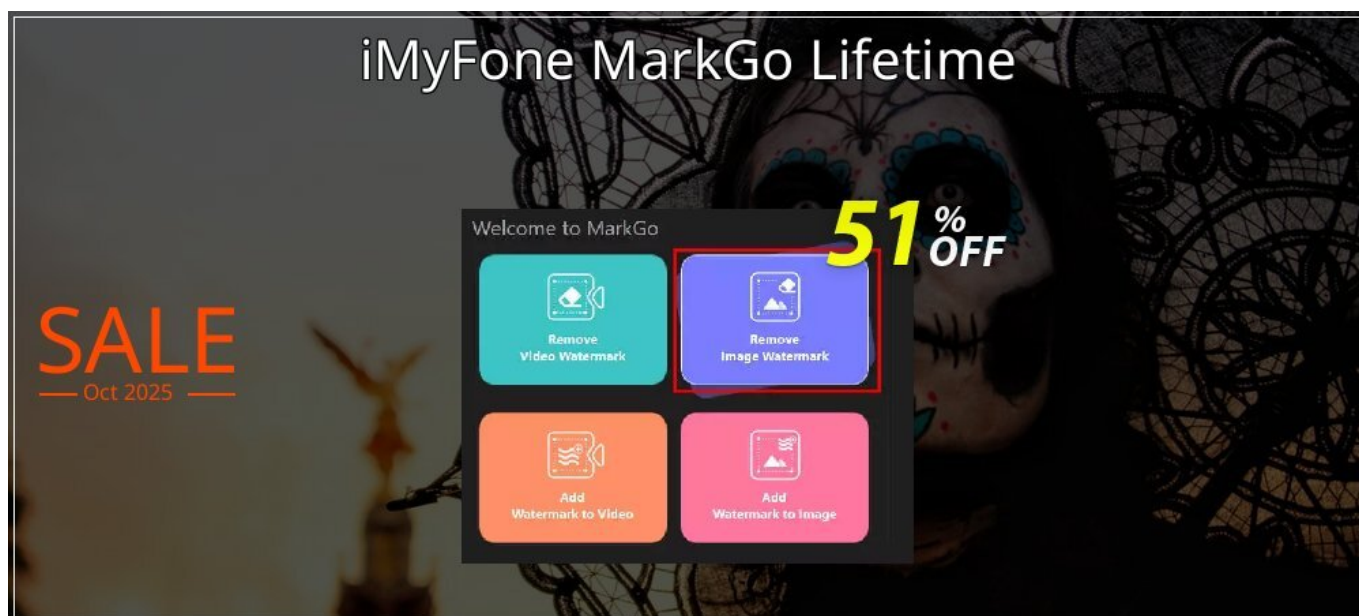 iMyFone MarkGo Lifetime
Welcome to MarkGo
51
%
OFF
Remove
Video Watermark
Remove
Image Watermark
SALE
Oct 2025
Add
Watermark to Video
Add
Watermark to Image